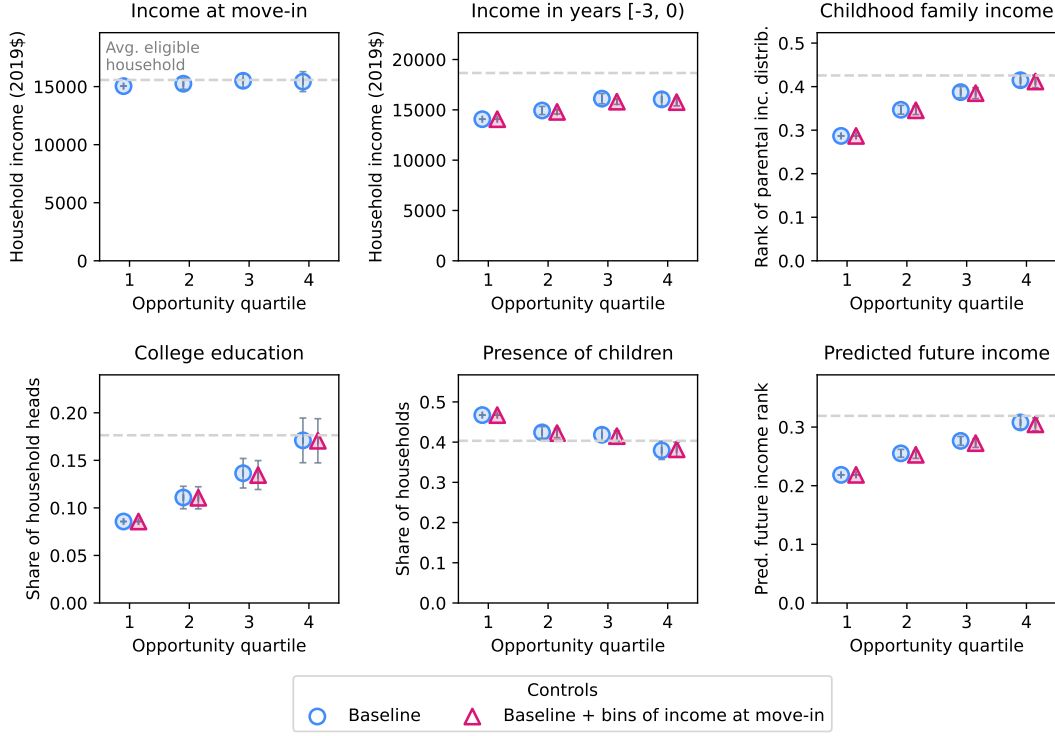 Income at move-in
Household income (2019$)
15000
10000
5000
0
Avg. eligible
household
1 2 3 4
Opportunity quartile
Income in years [-3, 0)
Household income (2019$)
20000
15000
10000
5000
0
1 2 3 4
Opportunity quartile
Childhood family income
Rank of parental inc. distrib.
0.5
0.4
0.3
0.2
0.1
0.0
1 2 3 4
Opportunity quartile
College education
Share of household heads
0.20
0.15
0.10
0.05
0.00
1 2 3 4
Opportunity quartile
Presence of children
Share of households
0.5
0.4
0.3
0.2
0.1
0.0
1 2 3 4
Opportunity quartile
Predicted future income
Pred. future income rank
0.3
0.2
0.1
0.0
1 2 3 4
Opportunity quartile
Controls
Baseline
Baseline + bins of income at move-in